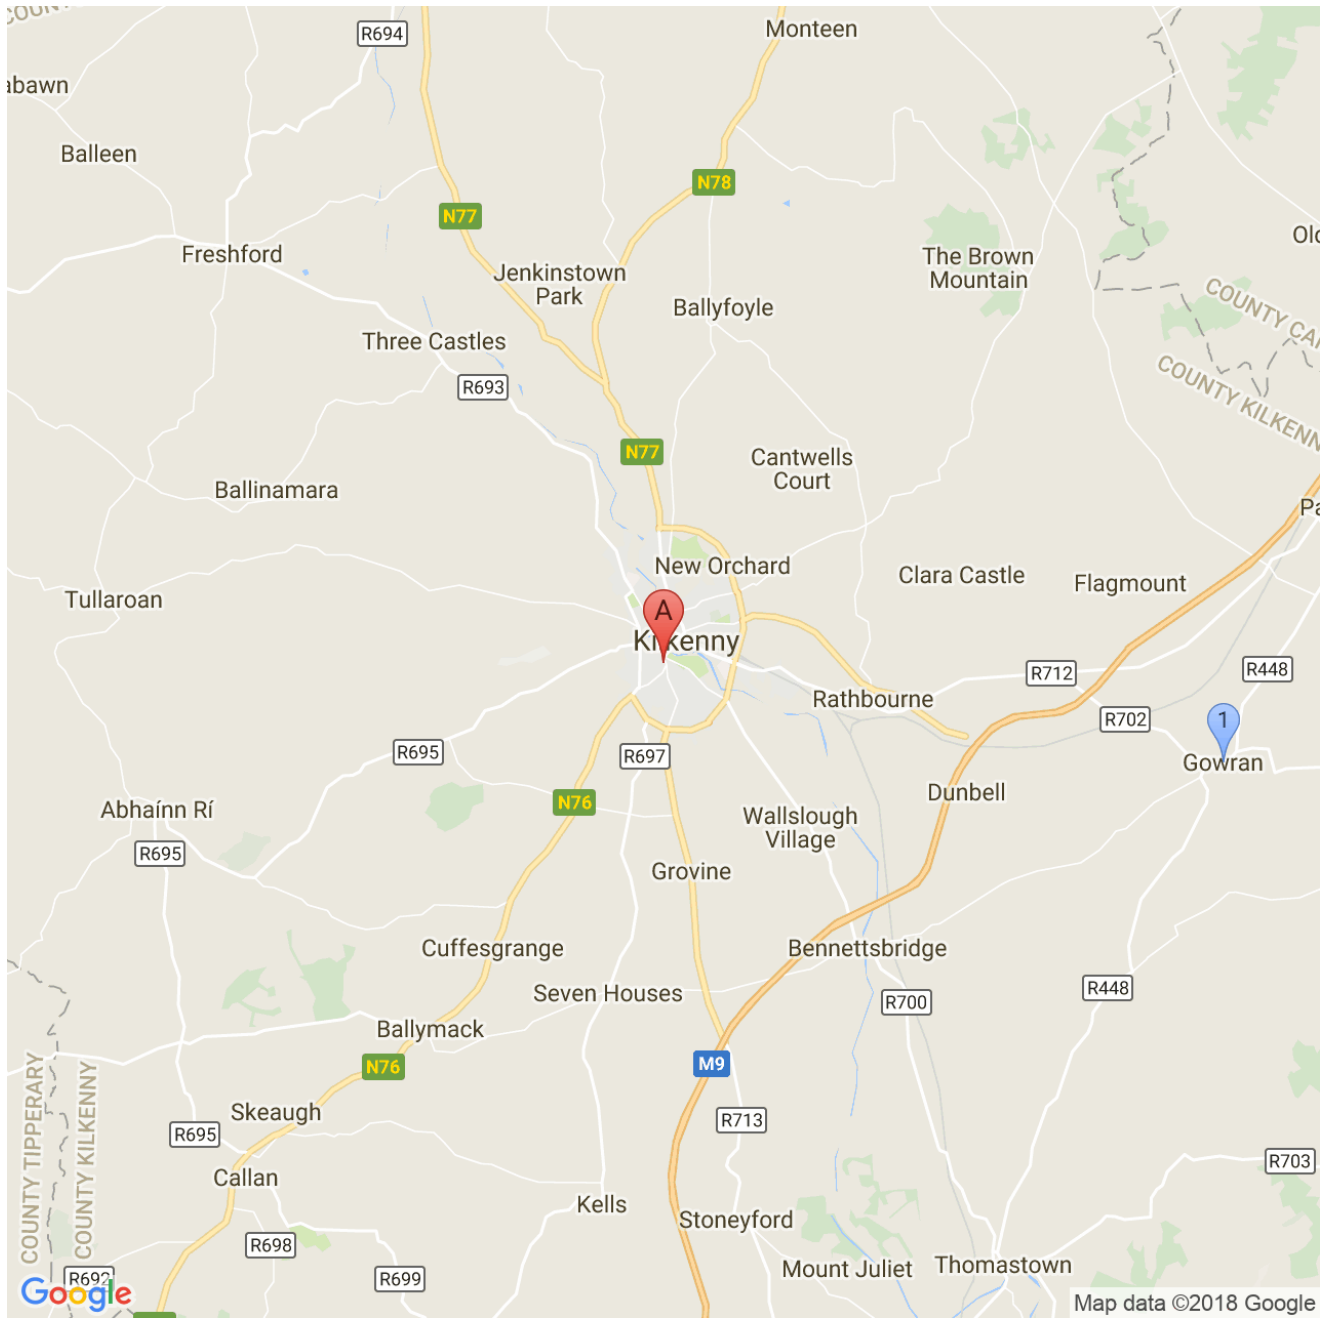 COUN
R694
Monteen
abawn
Balleen
N78
N77
Freshford
Old
The Brown
Mountain
Jenkinstown
Park
Ballyfoyle
COUNTY CAR
Three Castles
R693
COUNTY KILKENN
N77
Cantwells
Court
Ballinamara
Pa
New Orchard
Clara Castle
Flagmount
Tullaroan
A
Kilkenny
R712
R448
Rathbourne
R702
1
R695
R697
Gowran
Dunbell
N76
Abhaínn Rí
Wallslough
Village
R695
Grovine
Cuffesgrange
Bennettsbridge
Seven Houses
R448
R700
Ballymack
M9
N76
COUNTY TIPPERARY
COUNTY KILKENNY
Skeaugh
R713
R695
R703
Callan
Kells
Stoneyford
R698
Thomastown
Mount Juliet
R692
R699
Google
Map data ©2018 Google